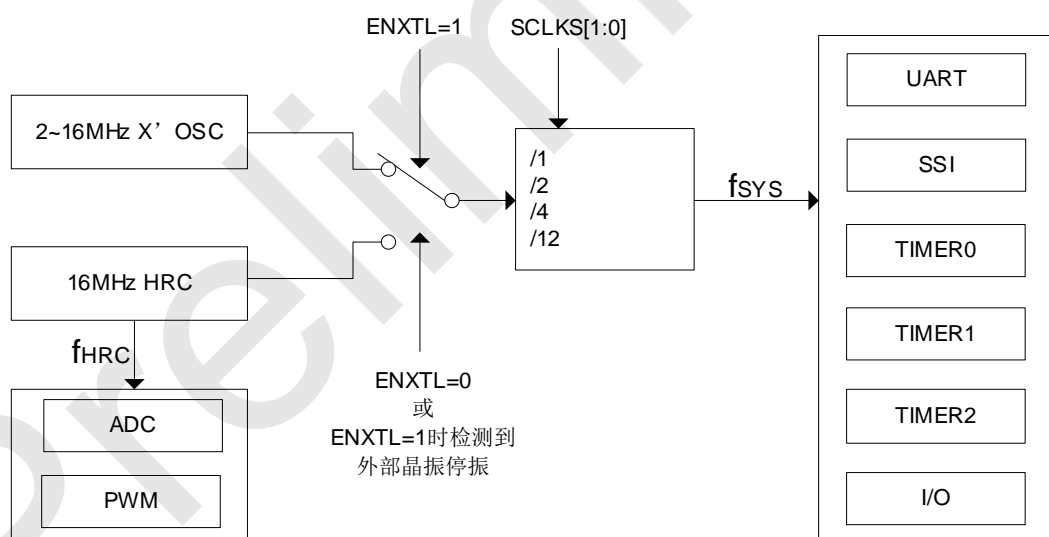 ENXTL=1
SCLKS[1:0]
2~16MHz X’ OSC
16MHz HRC
fHRC
ADC
PWM
/1
/2
/4
/12
ENXTL=0
或
ENXTL=1时检测到
外部晶振停振
fSYS
UART
SSI
TIMER0
TIMER1
TIMER2
I/O
Prelim